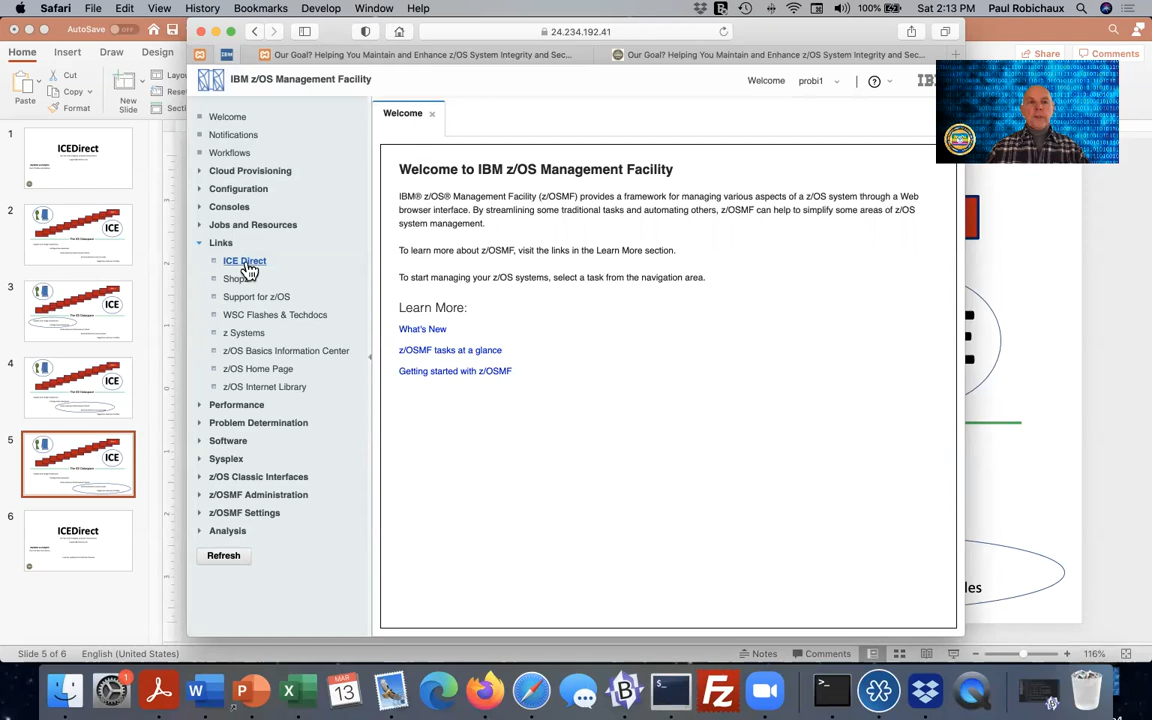 Safari File Edit View History Bookmarks Develop Window Help
100% Sat 2:13 PM Paul Robichaux
AutoSave OFF
Home Insert Draw Design
Share Comments
Paste
Cut
Copy
Format
New
Slide
24.234.192.41
Our Goal? Helping You Maintain and Enhance z/OS System Integrity and Sec...
Our Goal? Helping You Maintain and Enhance z/OS System Integrity and Sec...
IBM z/OS Management Facility
Welcome probi1
IBM
Welcome
Notifications
Workflows
Cloud Provisioning
Configuration
Consoles
Jobs and Resources
Links
ICE Direct
Support for z/OS
WSC Flashes & Techdocs
z Systems
z/OS Basics Information Center
z/OS Home Page
z/OS Internet Library
Performance
Problem Determination
Software
Sysplex
z/OS Classic Interfaces
z/OSMF Administration
z/OSMF Settings
Analysis
Refresh
Welcome
Welcome to IBM z/OS Management Facility
IBM® z/OS® Management Facility (z/OSMF) provides a framework for managing various aspects of a z/OS system through a Web
browser interface. By streamlining some traditional tasks and automating others, z/OSMF can help to simplify some areas of z/OS
system management.
To learn more about z/OSMF, visit the links in the Learn More section.
To start managing your z/OS systems, select a task from the navigation area.
Learn More:
What's New
z/OSMF tasks at a glance
Getting started with z/OSMF
1
ICEDirect
2
ICE
3
ICE
4
ICE
5
ICE
6
ICEDirect
Slide 5 of 6 English (United States)
Notes Comments 116%
1
MAR
13